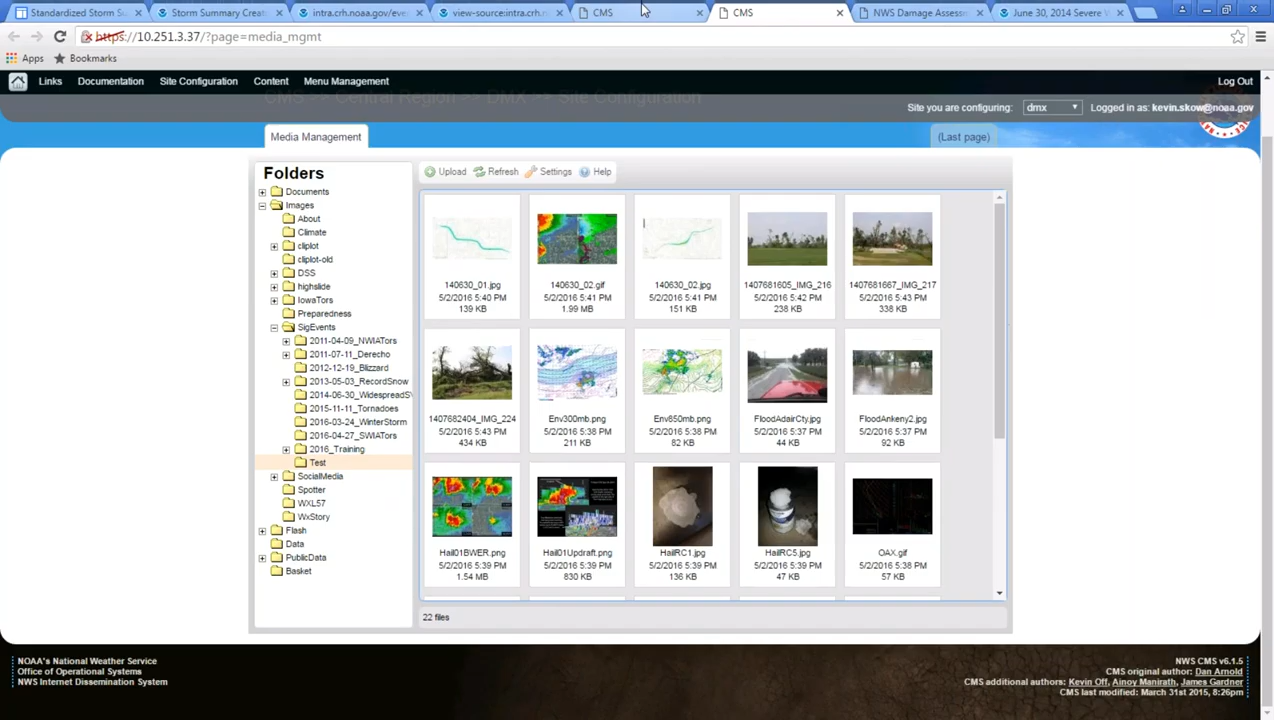 Standardized Storm Su
Storm Summary Creat
intra.crh.noaa.gov/eve
view-source:intra.crh.n
CMS
CMS
NWS Damage Assess
June 30, 2014 Severe
https://10.251.3.37/?page=media_mgmt
Apps
Bookmarks
Links
Documentation
Site Configuration
Content
Menu Management
Log Out
CMS >> Central Region >> DMX >> Site Configuration
Site you are configuring:
dmx
Logged in as: kevin.skow@noaa.gov
Media Management
(Last page)
Folders
Upload
Refresh
Settings
Help
Documents
Images
About
Climate
cliplot
cliplot-old
DSS
highslide
IowaTors
Preparedness
SigEvents
2011-04-09_NWIATors
2011-07-11_Derecho
2012-12-19_Blizzard
2013-05-03_RecordSnow
2014-06-30_WidespreadS
2015-11-11_Tornadoes
2016-03-24_WinterStorm
2016-04-27_SWIATors
2016_Training
Test
SocialMedia
Spotter
WXL57
WxStory
Flash
Data
PublicData
Basket
140630_01.jpg
5/2/2016 5:40 PM
139 KB
140630_02.gif
5/2/2016 5:41 PM
1.99 MB
140630_02.jpg
5/2/2016 5:41 PM
151 KB
1407681605_IMG_216
5/2/2016 5:42 PM
238 KB
1407681667_IMG_217
5/2/2016 5:43 PM
338 KB
1407682404_IMG_224
5/2/2016 5:43 PM
434 KB
Env300mb.png
5/2/2016 5:38 PM
211 KB
Env850mb.png
5/2/2016 5:38 PM
82 KB
FloodAdairCty.jpg
5/2/2016 5:37 PM
44 KB
FloodAnkeny2.jpg
5/2/2016 5:37 PM
92 KB
Hail01BWER.png
5/2/2016 5:39 PM
1.54 MB
Hail01Updraft.png
5/2/2016 5:39 PM
830 KB
HailRC1.jpg
5/2/2016 5:39 PM
136 KB
HailRC5.jpg
5/2/2016 5:39 PM
47 KB
OAX.gif
5/2/2016 5:38 PM
57 KB
22 files
NOAA's National Weather Service
Office of Operational Systems
NWS Internet Dissemination System
NWS CMS v6.1.5
CMS original author: Dan Arnold
CMS additional authors: Kevin Off, Ainoy Manirath, James Gardner
CMS last modified: March 31st 2015, 8:26pm